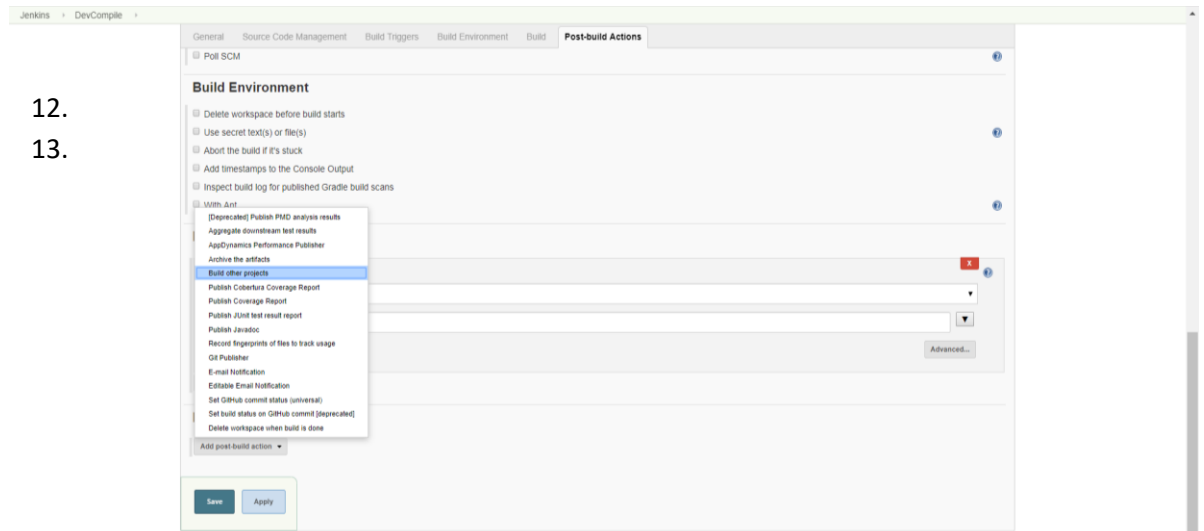 Jenkins › DevCompile ›
General Source Code Management Build Triggers Build Environment Build Post-build Actions
Poll SCM
Build Environment
12.
Delete workspace before build starts
Use secret text(s) or file(s)
13.
Abort the build if it's stuck
Add timestamps to the Console Output
Inspect build log for published Gradle build scans
With Ant
[Deprecated] Publish PMD analysis results
Aggregate downstream test results
AppDynamics Performance Publisher
Archive the artifacts
X
Build other projects
Publish Cobertura Coverage Report
Publish Coverage Report
Publish JUnit test result report
Publish Javadoc
Record fingerprints of files to track usage
Advanced...
Git Publisher
E-mail Notification
Editable Email Notification
Set GitHub commit status (universal)
Set build status on GitHub commit [deprecated]
Delete workspace when build is done
Add post-build action
Save Apply